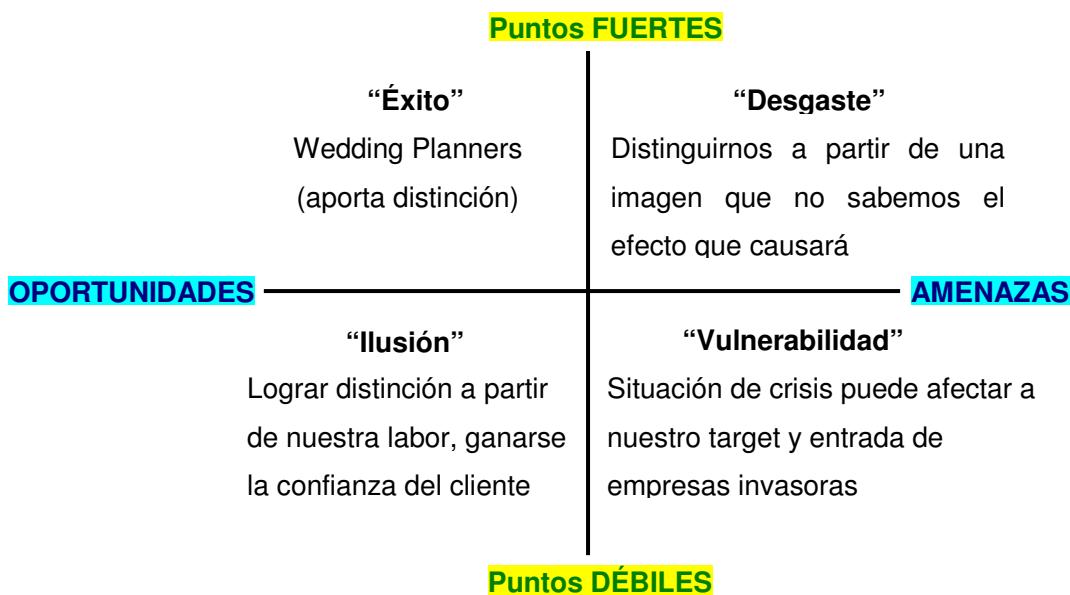 Puntos FUERTES
“Éxito”
Wedding Planners
(aporta distinción)
“Desgaste”
Distinguirnos a partir de una
imagen que no sabemos el
efecto que causará
OPORTUNIDADES
AMENAZAS
“Ilusión”
Lograr distinción a partir
de nuestra labor, ganarse
la confianza del cliente
“Vulnerabilidad”
Situación de crisis puede afectar a
nuestro target y entrada de
empresas invasoras
Puntos DÉBILES